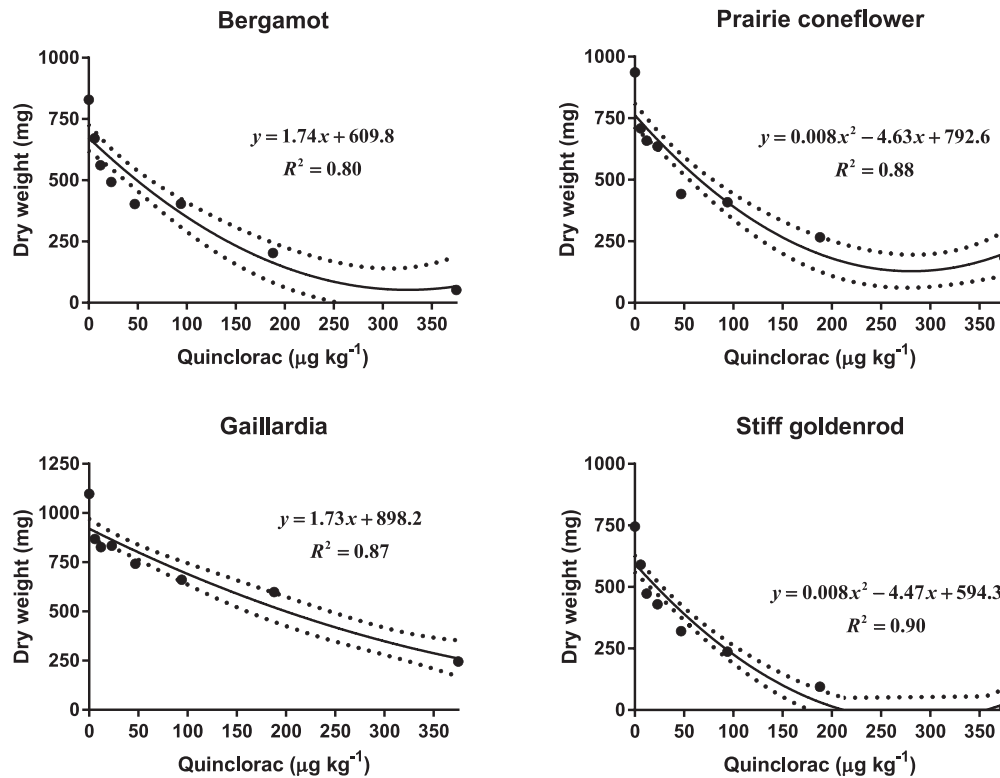 Bergamot
Dry weight (mg)
1000
750
500
250
0
y = 1.74x + 609.8
R² = 0.80
0 50 100 150 200 250 300 350
Quinclorac (µg kg⁻¹)
Prairie coneflower
Dry weight (mg)
1000
750
500
250
0
y = 0.008x² − 4.63x + 792.6
R² = 0.88
0 50 100 150 200 250 300 350
Quinclorac (µg kg⁻¹)
Gaillardia
Dry weight (mg)
1250
1000
750
500
250
0
y = 1.73x + 898.2
R² = 0.87
0 50 100 150 200 250 300 350
Quinclorac (µg kg⁻¹)
Stiff goldenrod
Dry weight (mg)
1000
750
500
250
0
y = 0.008x² − 4.47x + 594.3
R² = 0.90
0 50 100 150 200 250 300 350
Quinclorac (µg kg⁻¹)